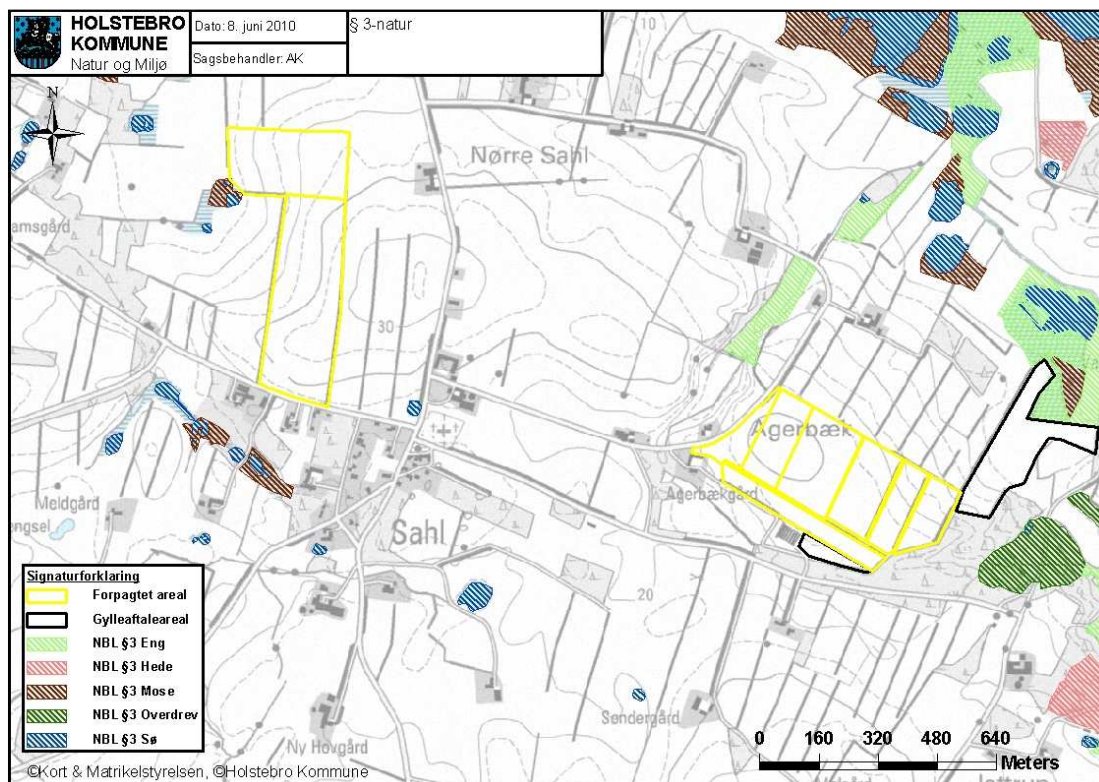 HOLSTEBRO
KOMMUNE
Natur og Miljø
Dato: 8. juni 2010
Sagsbehandler: AK
§ 3-natur
N
10
Nørre Sahl
amsgård
30
Agerbæk
Agerbækgård
Meldgård
engsel
Sahl
20
Søndergård
Ny Hovgård
Signaturforklaring
Forpagtet areal
Gylleaftaleareal
NBL §3 Eng
NBL §3 Hede
NBL §3 Mose
NBL §3 Overdrev
NBL §3 Sø
0 160 320 480 640
Meters
©Kort & Matrikelstyrelsen, ©Holstebro Kommune